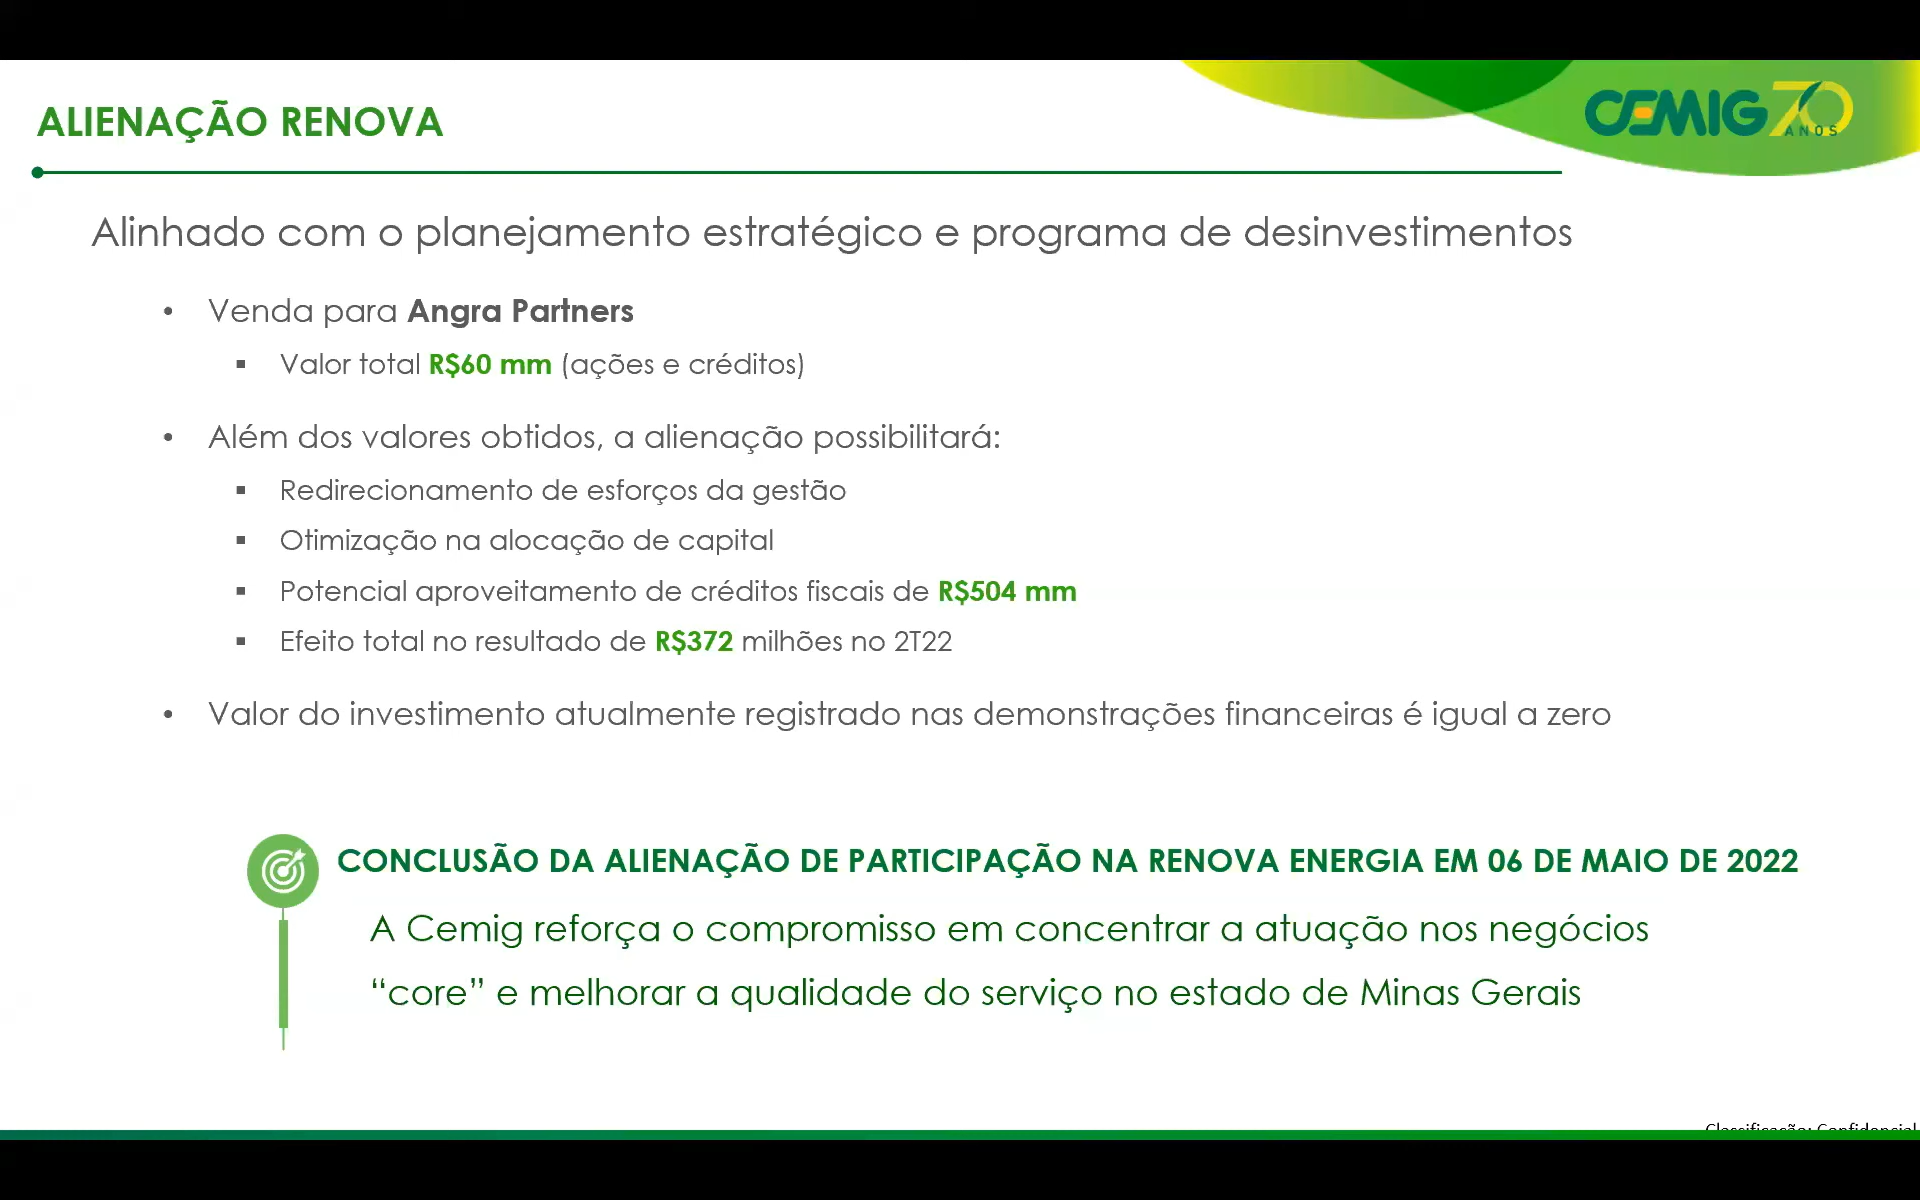 ALIENAÇÃO RENOVA
CEMIG 70
ANOS
Alinhado com o planejamento estratégico e programa de desinvestimentos
• Venda para Angra Partners
▪ Valor total R$60 mm (ações e créditos)
• Além dos valores obtidos, a alienação possibilitará:
▪ Redirecionamento de esforços da gestão
▪ Otimização na alocação de capital
▪ Potencial aproveitamento de créditos fiscais de R$504 mm
▪ Efeito total no resultado de R$372 milhões no 2T22
• Valor do investimento atualmente registrado nas demonstrações financeiras é igual a zero
CONCLUSÃO DA ALIENAÇÃO DE PARTICIPAÇÃO NA RENOVA ENERGIA EM 06 DE MAIO DE 2022
A Cemig reforça o compromisso em concentrar a atuação nos negócios
“core” e melhorar a qualidade do serviço no estado de Minas Gerais
Classificação: Confidencial